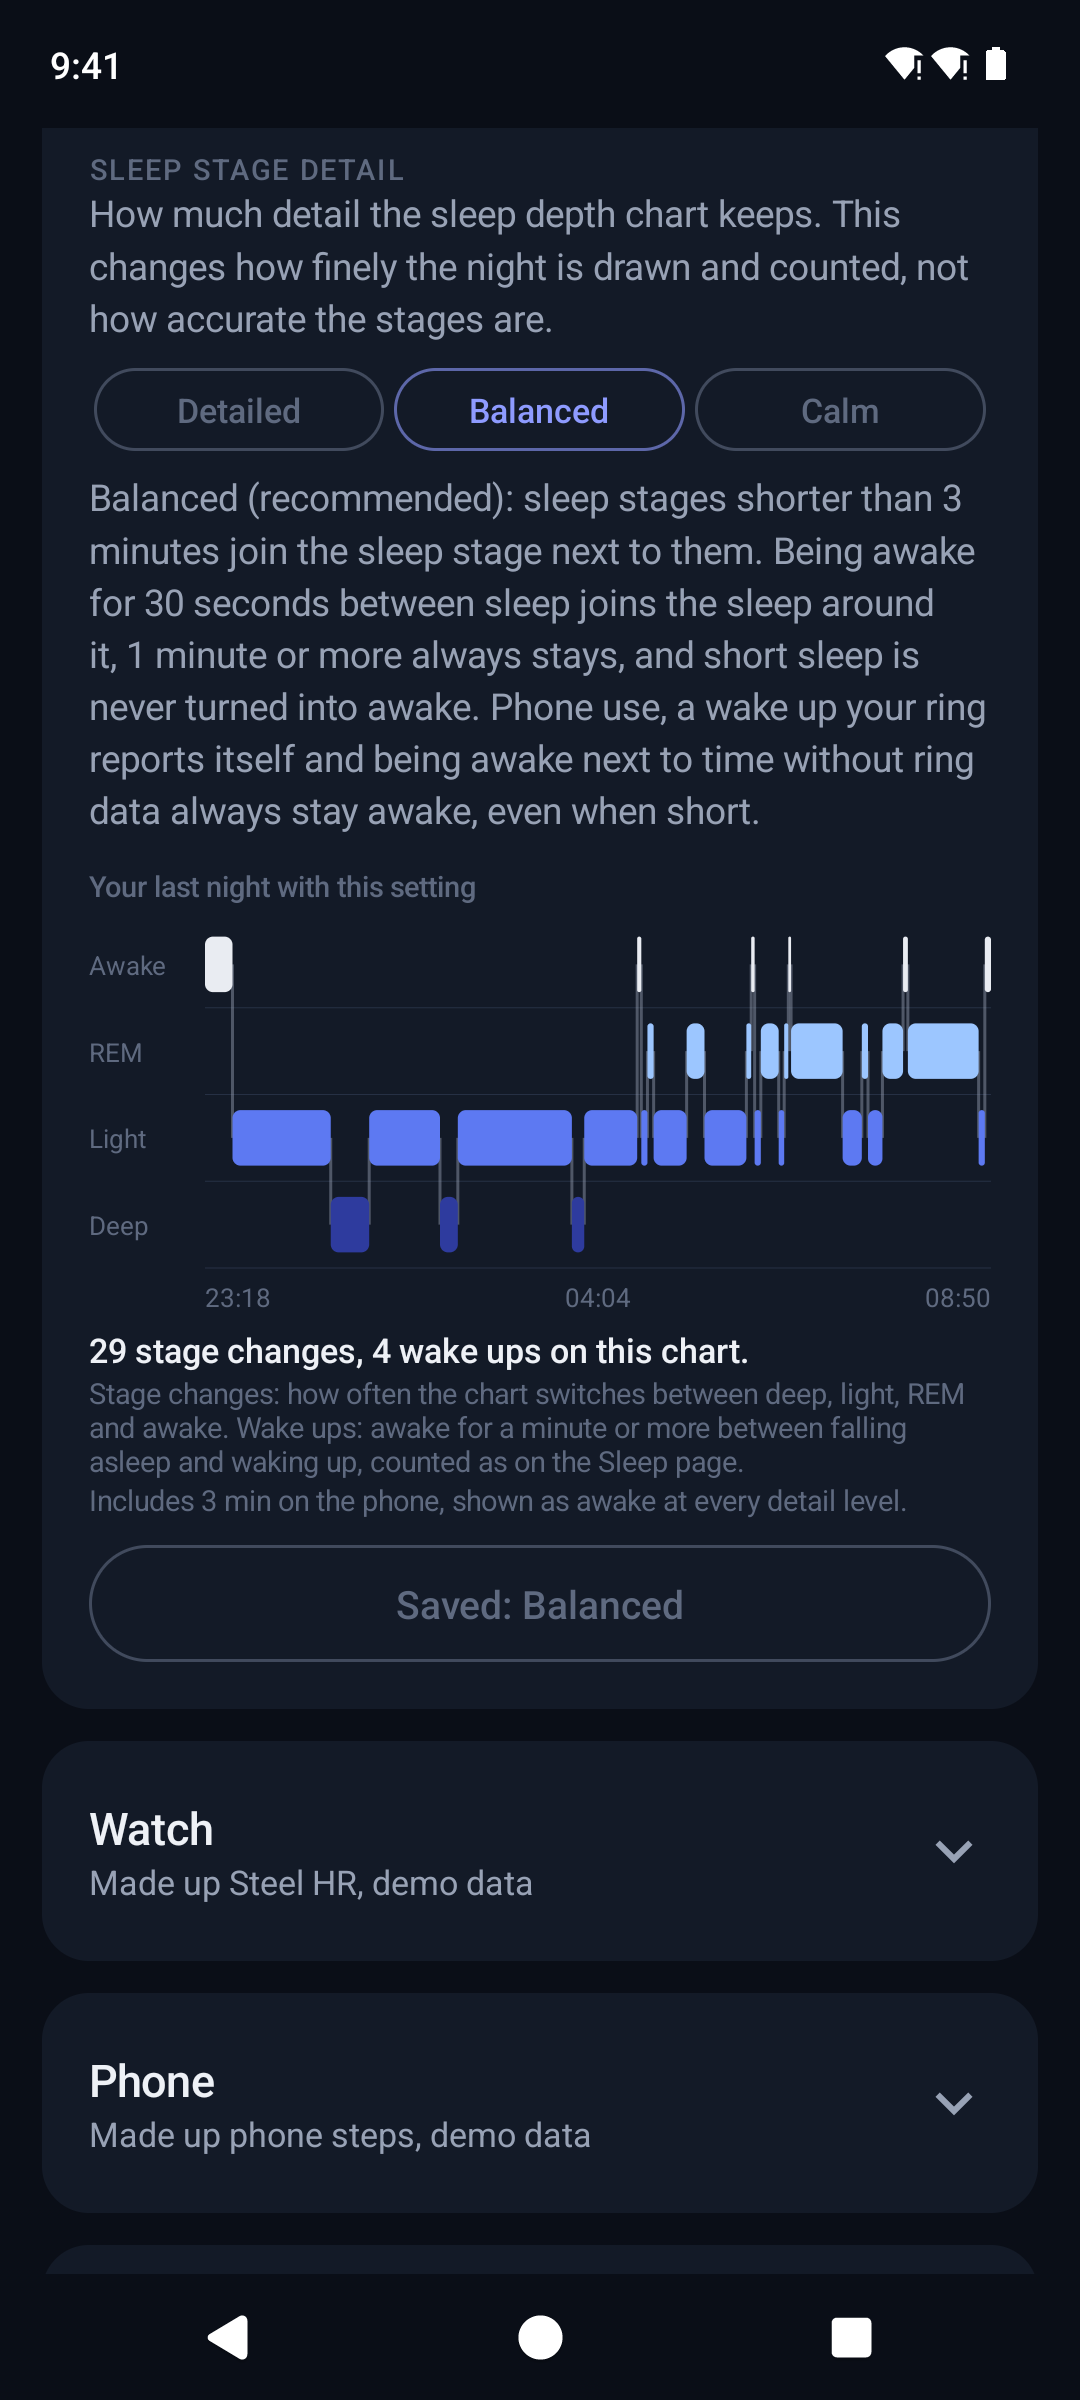 9:41
SLEEP STAGE DETAIL
How much detail the sleep depth chart keeps. This
changes how finely the night is drawn and counted, not
how accurate the stages are.
Detailed
Balanced
Calm
Balanced (recommended): sleep stages shorter than 3
minutes join the sleep stage next to them. Being awake
for 30 seconds between sleep joins the sleep around
it, 1 minute or more always stays, and short sleep is
never turned into awake. Phone use, a wake up your ring
reports itself and being awake next to time without ring
data always stay awake, even when short.
Your last night with this setting
Awake
REM
Light
Deep
23:18
04:04
08:50
29 stage changes, 4 wake ups on this chart.
Stage changes: how often the chart switches between deep, light, REM
and awake. Wake ups: awake for a minute or more between falling
asleep and waking up, counted as on the Sleep page.
Includes 3 min on the phone, shown as awake at every detail level.
Saved: Balanced
Watch
Made up Steel HR, demo data
Phone
Made up phone steps, demo data